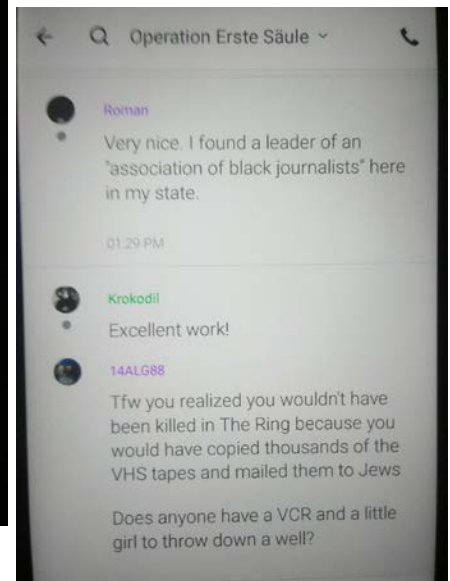 Operation Erste Säule
Roman
Very nice. I found a leader of an
"association of black journalists" here
in my state.
01:29 PM
Krokodil
Excellent work!
14ALG88
Tfw you realized you wouldn't have
been killed in The Ring because you
would have copied thousands of the
VHS tapes and mailed them to Jews
Does anyone have a VCR and a little
girl to throw down a well?